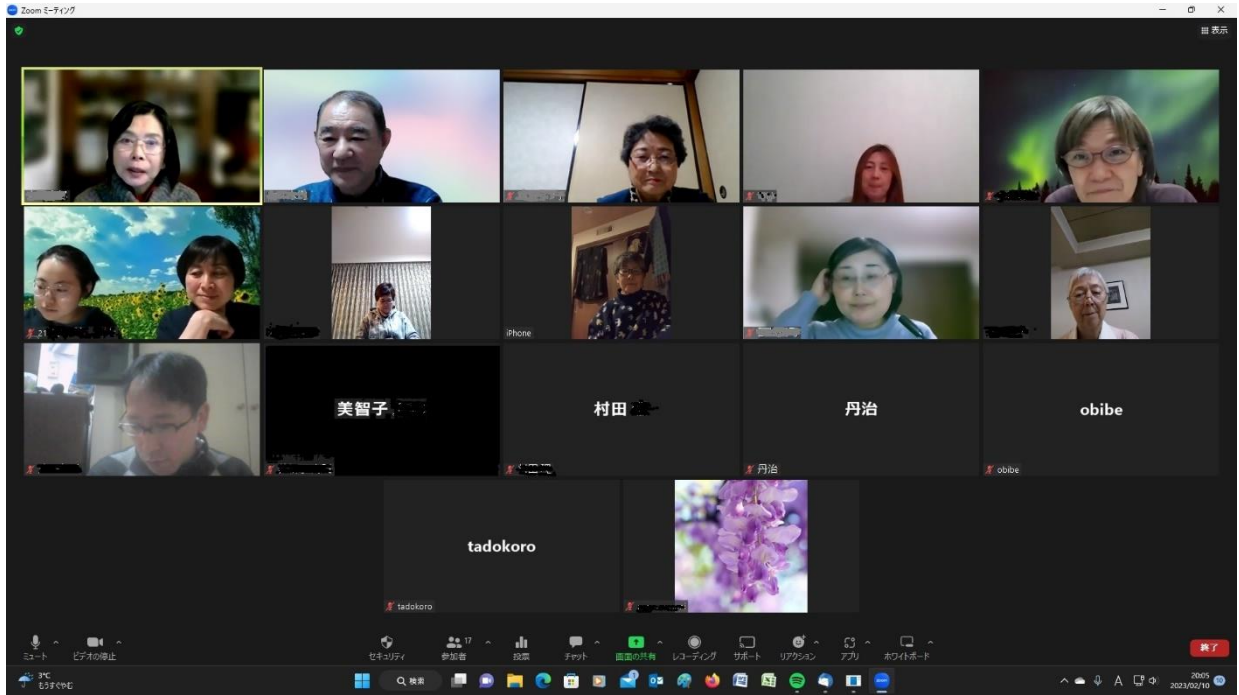 Zoom ミーティング
表示
21
iPhone
美智子
村田
丹治
丹治
obibe
obibe
tadokoro
tadokoro
ミュート
ビデオの停止
セキュリティ
参加者
17
投票
チャット
画面の共有
レコーディング
サポート
リアクション
アプリ
ホワイトボード
終了
3°C
もうすぐやむ
検索
A
20:05
2023/02/10